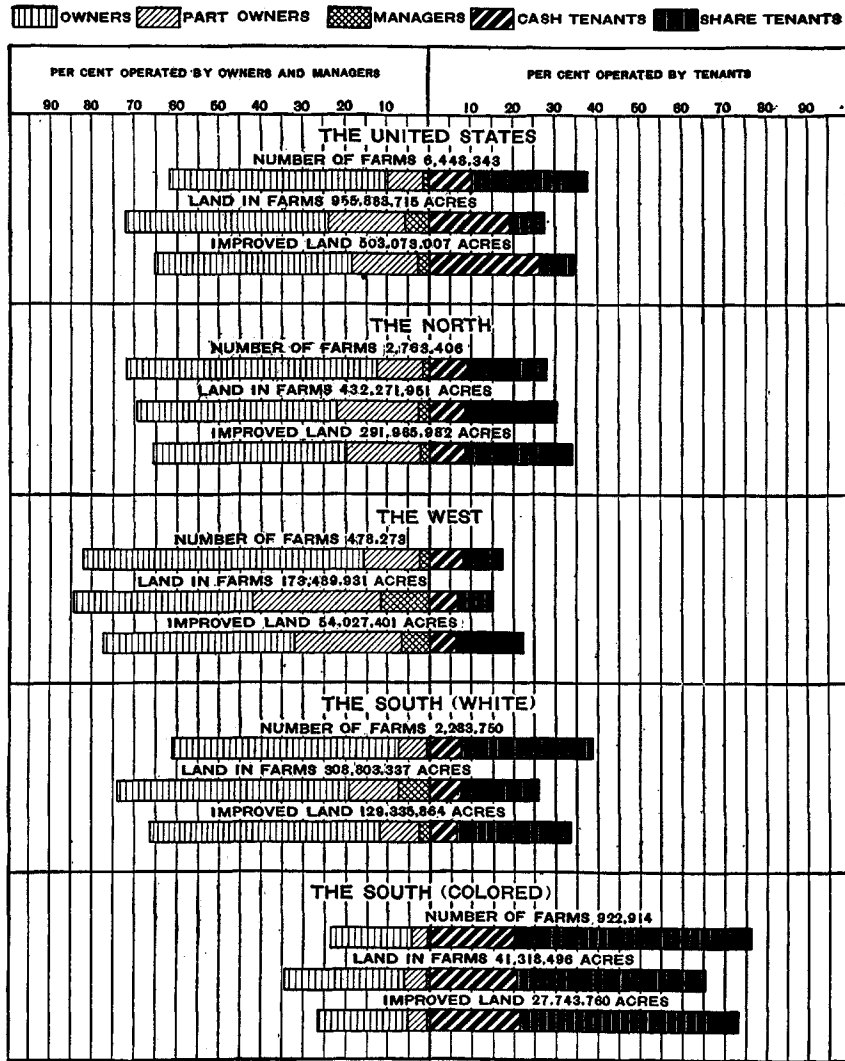 OWNERS PART OWNERS MANAGERS CASH TENANTS SHARE TENANTS
PER CENT OPERATED BY OWNERS AND MANAGERS PER CENT OPERATED BY TENANTS
90 80 70 60 50 40 30 20 10 0 10 20 30 40 50 60 70 80 90
THE UNITED STATES
NUMBER OF FARMS 6,448,343
LAND IN FARMS 955,883,715 ACRES
IMPROVED LAND 503,073,007 ACRES
THE NORTH
NUMBER OF FARMS 2,763,406
LAND IN FARMS 432,271,951 ACRES
IMPROVED LAND 291,965,982 ACRES
THE WEST
NUMBER OF FARMS 478,273
LAND IN FARMS 173,489,931 ACRES
IMPROVED LAND 54,027,401 ACRES
THE SOUTH (WHITE)
NUMBER OF FARMS 2,283,750
LAND IN FARMS 308,803,337 ACRES
IMPROVED LAND 129,335,864 ACRES
THE SOUTH (COLORED)
NUMBER OF FARMS 922,914
LAND IN FARMS 41,318,496 ACRES
IMPROVED LAND 27,743,760 ACRES